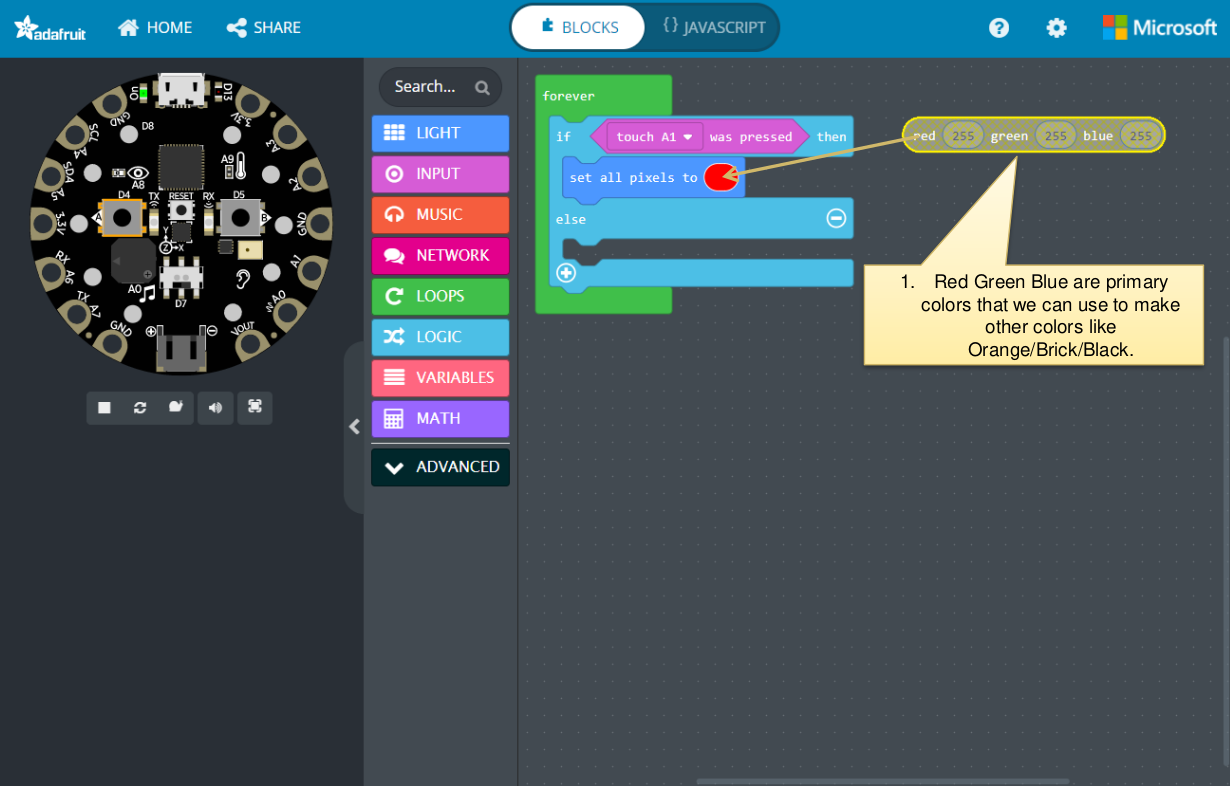 adafruit HOME SHARE BLOCKS {} JAVASCRIPT ? Microsoft
ON D13
GND 3.3V
SCL D8
A4 A9
SDA A8 A2
A5 D4 TX RESET RX D5
3.3V A B GND
Y
Z X
RX A1
A6 A0
TX D7 A0
A7
GND VOUT
Search...
LIGHT
INPUT
MUSIC
NETWORK
LOOPS
LOGIC
VARIABLES
MATH
ADVANCED
forever
if touch A1 was pressed then
set all pixels to
else
red 255 green 255 blue 255
1. Red Green Blue are primary
colors that we can use to make
other colors like
Orange/Brick/Black.